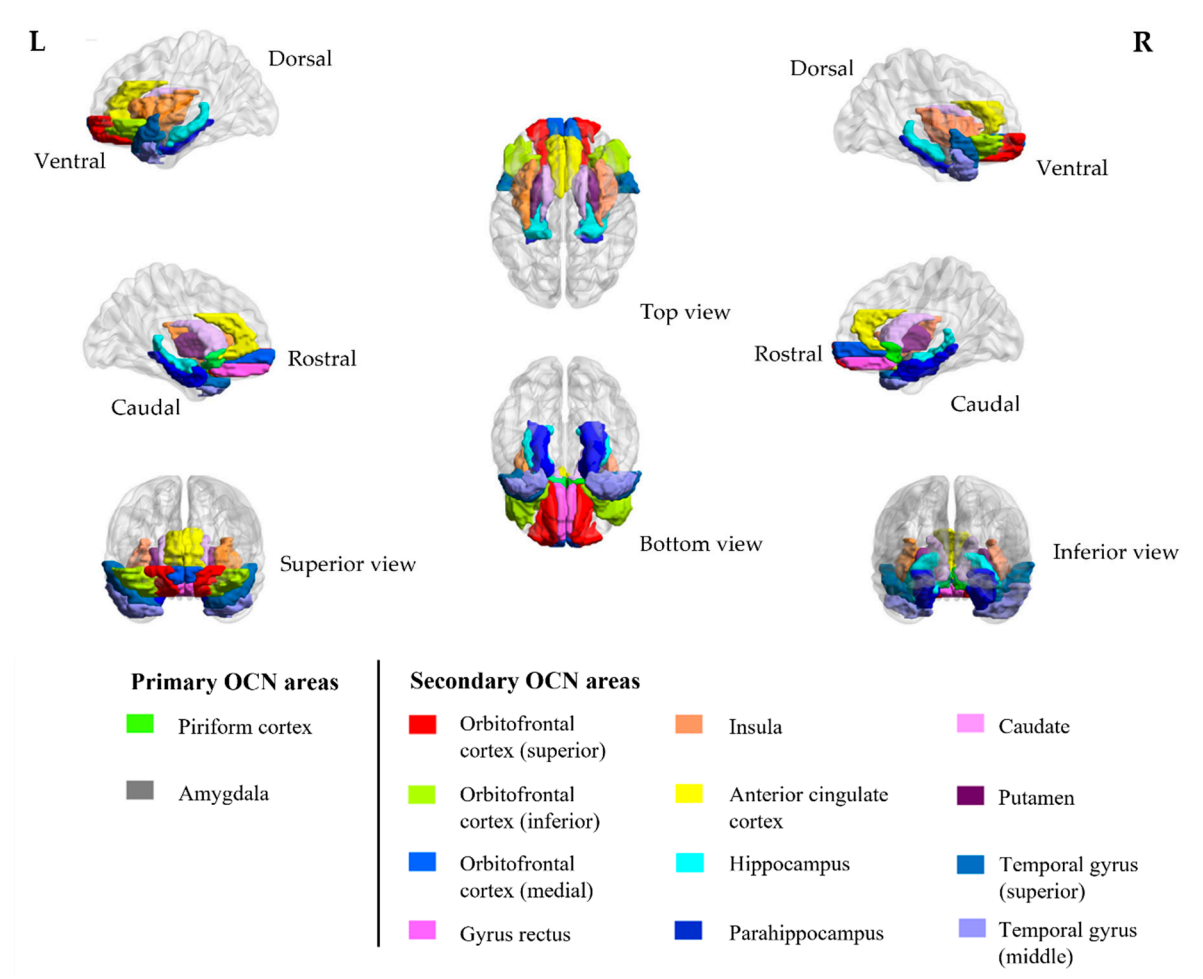 L
R
Dorsal
Dorsal
Ventral
Ventral
Top view
Rostral
Rostral
Caudal
Caudal
Superior view
Bottom view
Inferior view
Primary OCN areas
Piriform cortex
Amygdala
Secondary OCN areas
Orbitofrontal
cortex (superior)
Orbitofrontal
cortex (inferior)
Orbitofrontal
cortex (medial)
Gyrus rectus
Insula
Anterior cingulate
cortex
Hippocampus
Parahippocampus
Caudate
Putamen
Temporal gyrus
(superior)
Temporal gyrus
(middle)